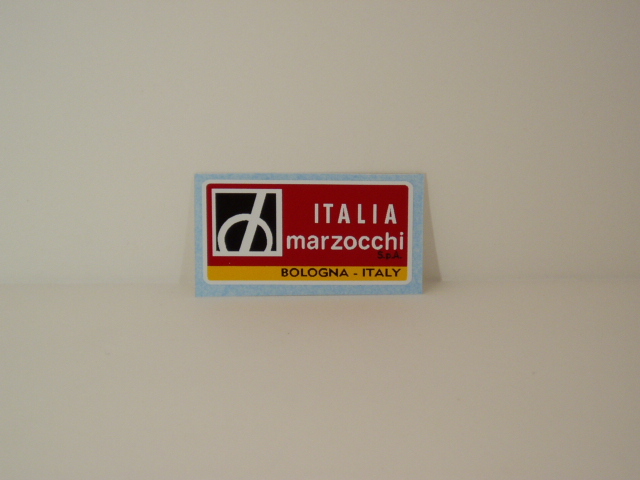 ITALIA
marzocchi
S.p.A.
BOLOGNA - ITALY